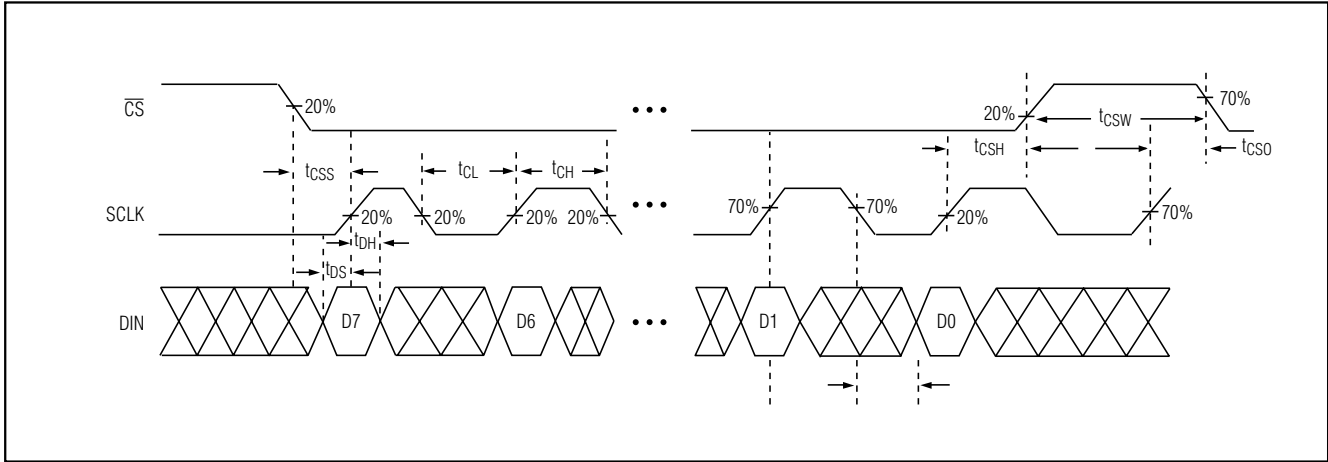 CS 20% ••• 20% tCSW 70%
tCSS tCL tCH tCSH tCSO
SCLK 20% 20% 20% 20% ••• 70% 70% 20% 70%
tDH
tDS
DIN D7 D6 ••• D1 D0